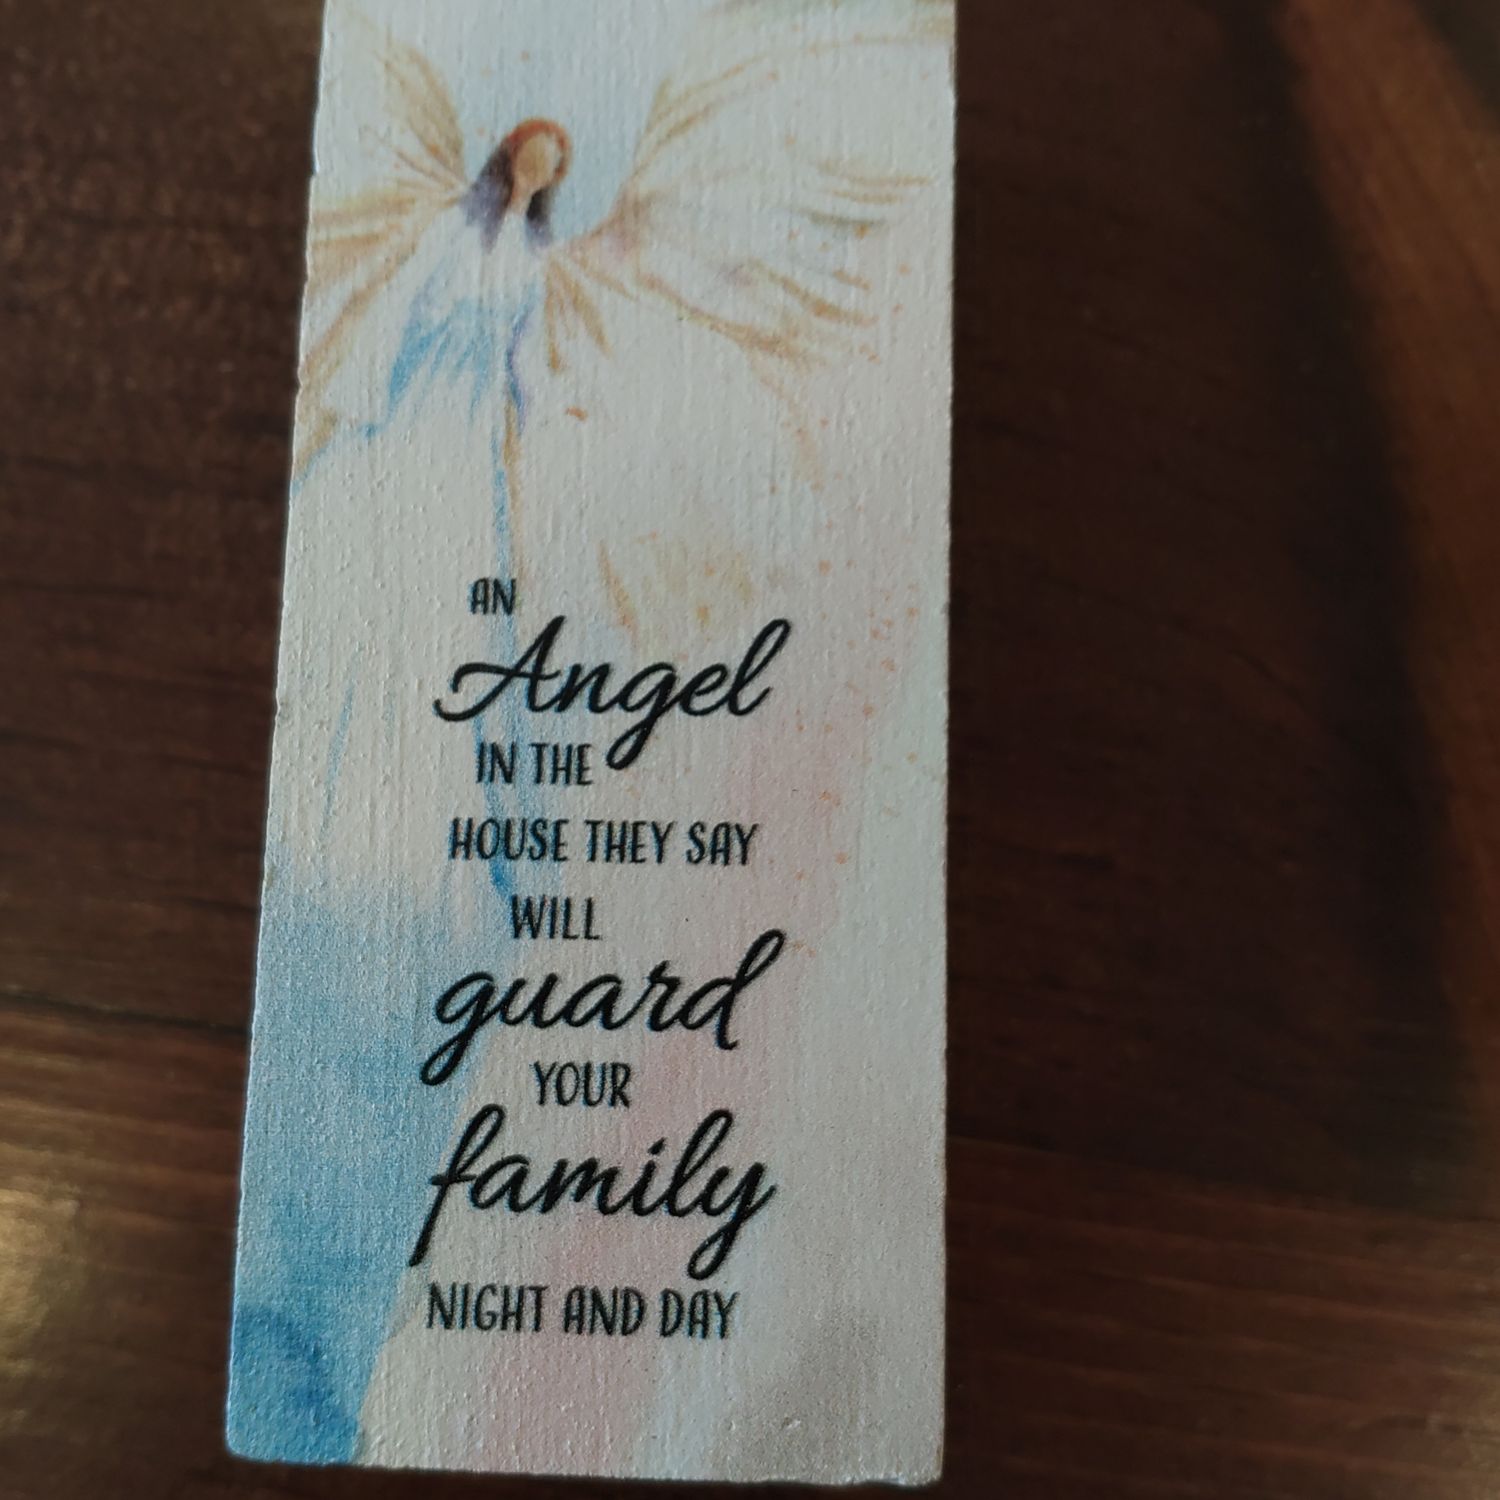 AN
Angel
IN THE
HOUSE THEY SAY
WILL
guard
YOUR
family
NIGHT AND DAY